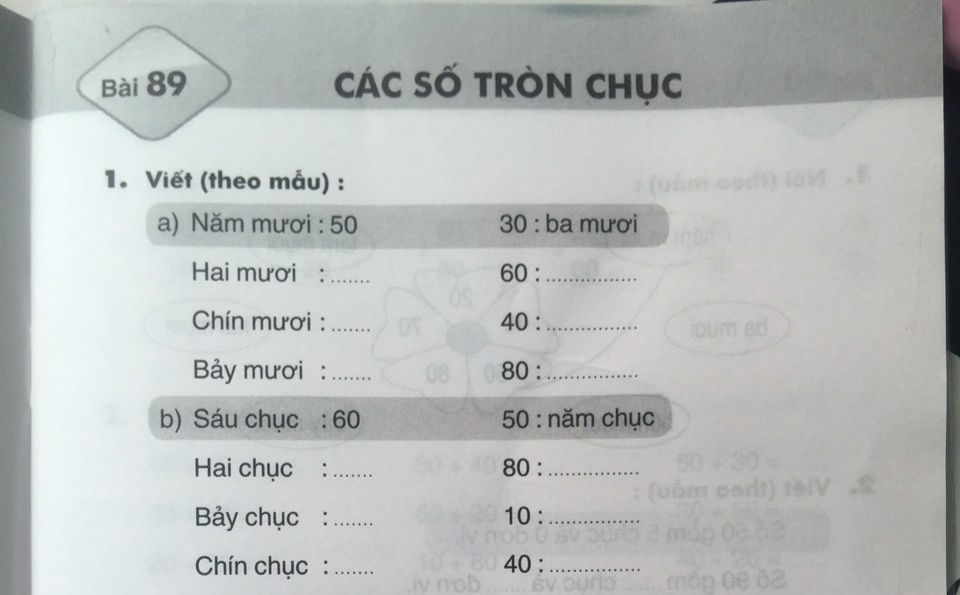 Bài 89
CÁC SỐ TRÒN CHỤC
1. Viết (theo mẫu) :
a) Năm mươi : 50 30 : ba mươi
Hai mươi : ....... 60 : .................
Chín mươi : ....... 40 : .................
Bảy mươi : ....... 80 : .................
b) Sáu chục : 60 50 : năm chục
Hai chục : ....... 80 : .................
Bảy chục : ....... 10 : .................
Chín chục : ....... 40 : .................